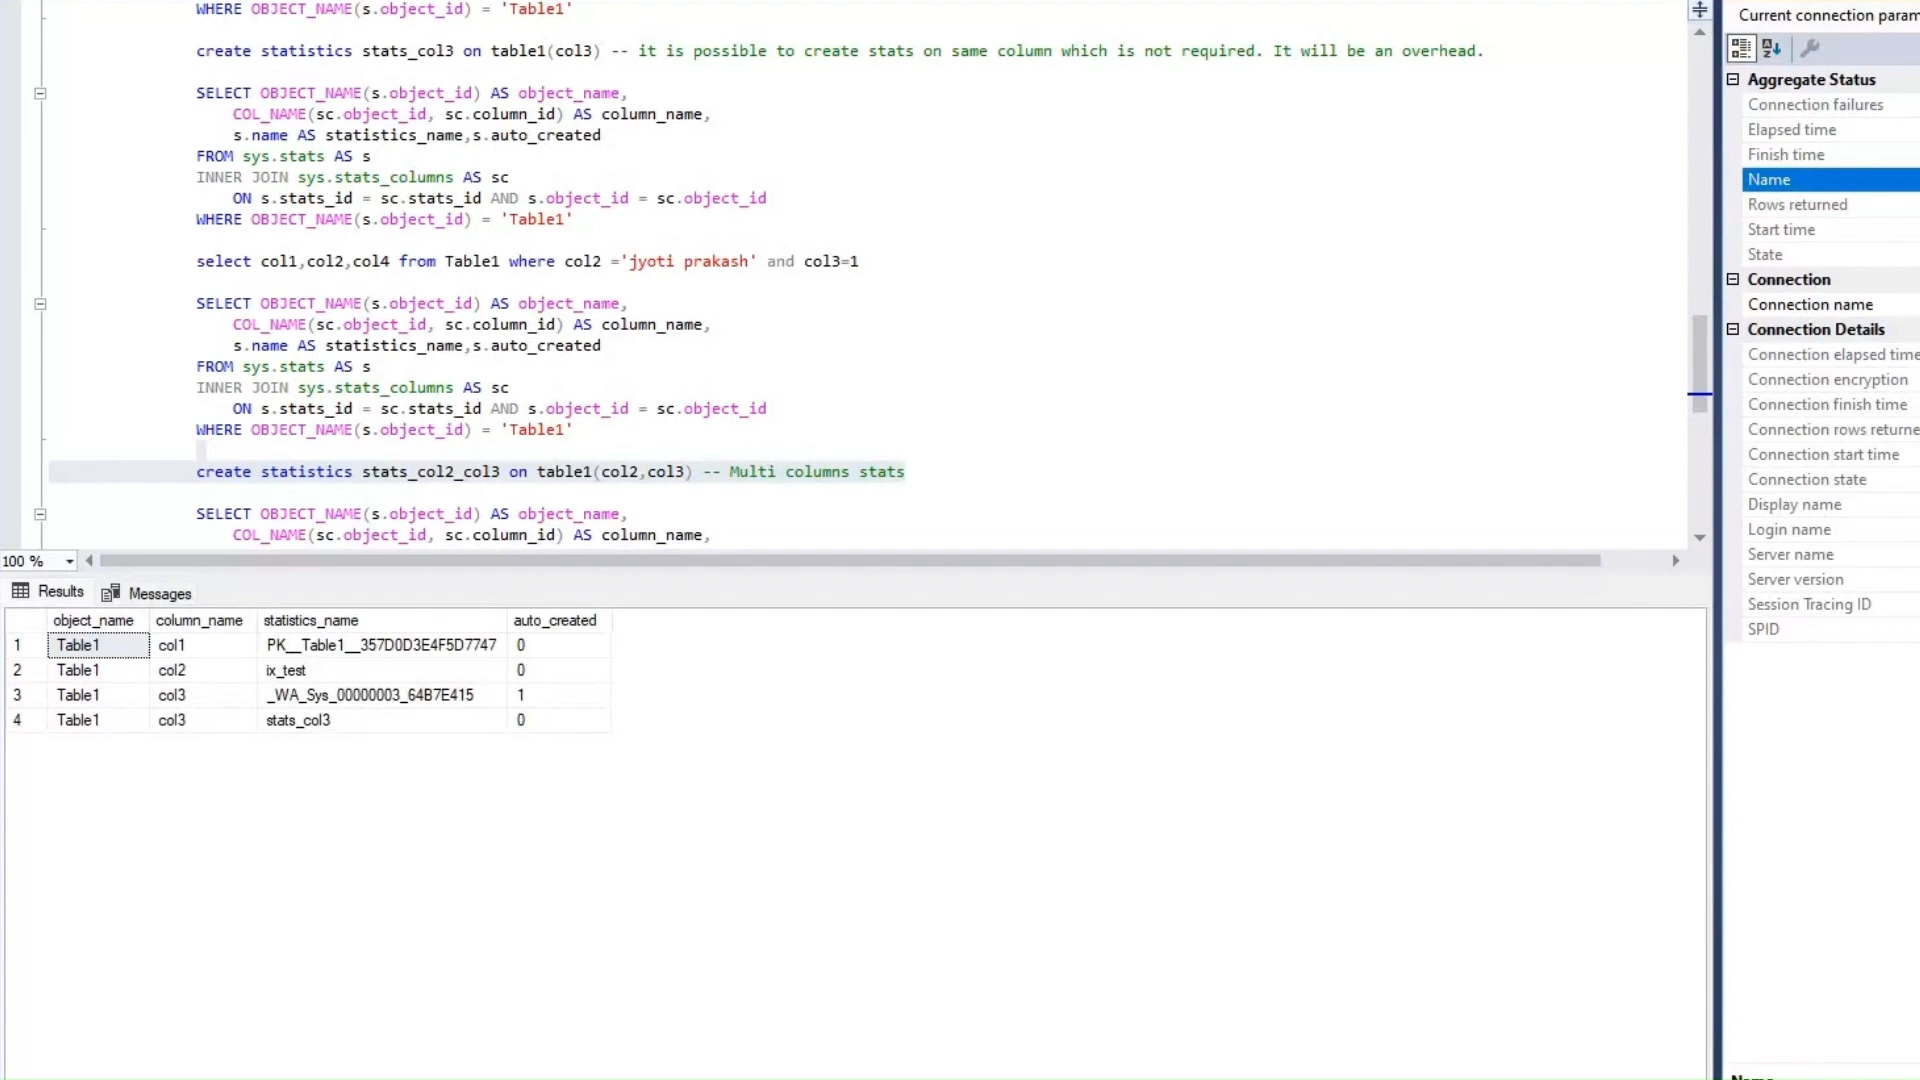 WHERE OBJECT_NAME(s.object_id) = 'Table1'
create statistics stats_col3 on table1(col3) -- it is possible to create stats on same column which is not required. It will be an overhead.
SELECT OBJECT_NAME(s.object_id) AS object_name,
COL_NAME(sc.object_id, sc.column_id) AS column_name,
s.name AS statistics_name,s.auto_created
FROM sys.stats AS s
INNER JOIN sys.stats_columns AS sc
ON s.stats_id = sc.stats_id AND s.object_id = sc.object_id
WHERE OBJECT_NAME(s.object_id) = 'Table1'
select col1,col2,col4 from Table1 where col2 ='jyoti prakash' and col3=1
SELECT OBJECT_NAME(s.object_id) AS object_name,
COL_NAME(sc.object_id, sc.column_id) AS column_name,
s.name AS statistics_name,s.auto_created
FROM sys.stats AS s
INNER JOIN sys.stats_columns AS sc
ON s.stats_id = sc.stats_id AND s.object_id = sc.object_id
WHERE OBJECT_NAME(s.object_id) = 'Table1'
create statistics stats_col2_col3 on table1(col2,col3) -- Multi columns stats
SELECT OBJECT_NAME(s.object_id) AS object_name,
COL_NAME(sc.object_id, sc.column_id) AS column_name,
100 %
Results Messages
object_name column_name statistics_name auto_created
1 Table1 col1 PK__Table1__357D0D3E4F5D7747 0
2 Table1 col2 ix_test 0
3 Table1 col3 _WA_Sys_00000003_64B7E415 1
4 Table1 col3 stats_col3 0
Current connection param
Aggregate Status
Connection failures
Elapsed time
Finish time
Name
Rows returned
Start time
State
Connection
Connection name
Connection Details
Connection elapsed time
Connection encryption
Connection finish time
Connection rows returne
Connection start time
Connection state
Display name
Login name
Server name
Server version
Session Tracing ID
SPID